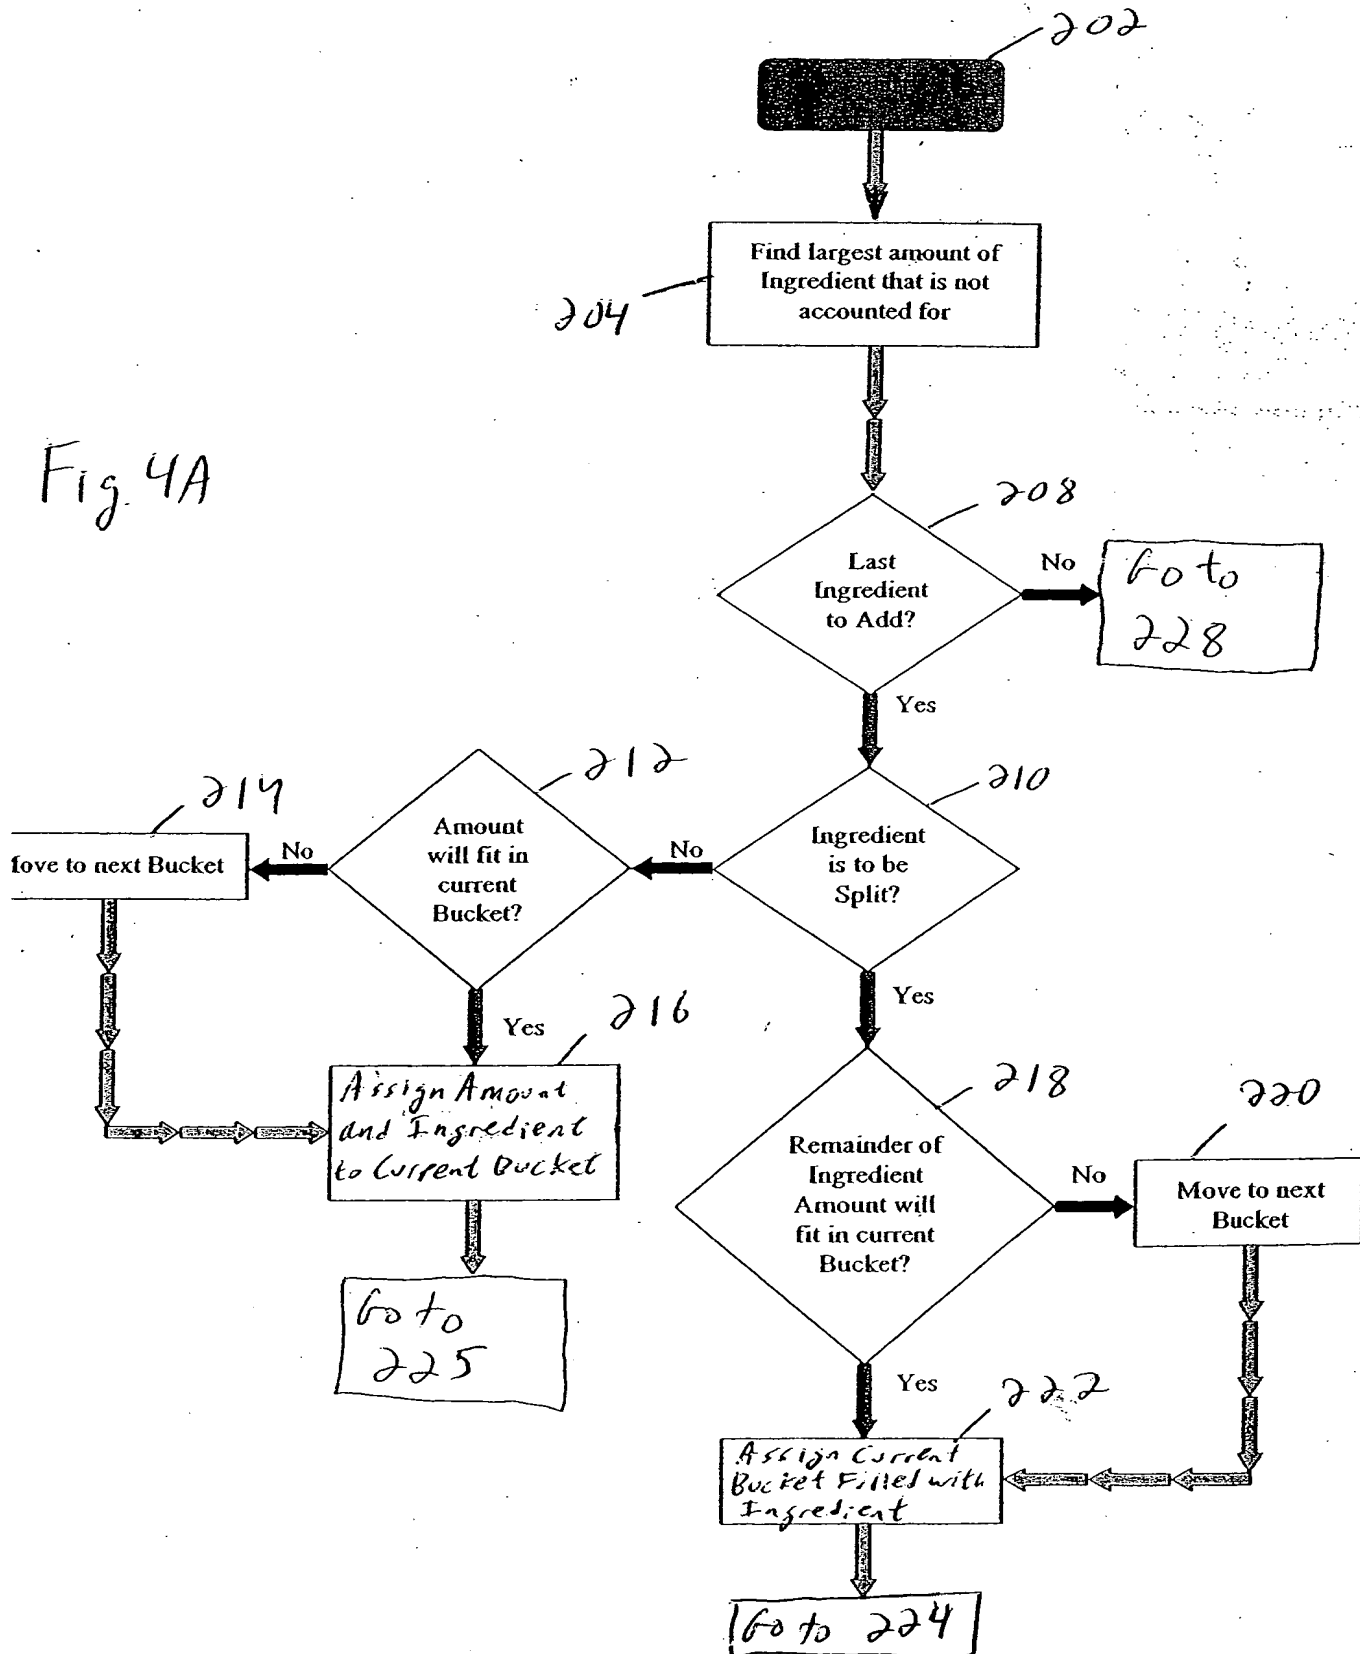 202
Find largest amount of
Ingredient that is not
accounted for
204
Fig. 4A
208
Last
Ingredient
to Add?
No
Go to
228
Yes
210
Ingredient
is to be
Split?
No
212
Amount
will fit in
current
Bucket?
No
214
ove to next Bucket
Yes
216
Assign Amount
and Ingredient
to Current Bucket
Go to
225
Yes
218
Remainder of
Ingredient
Amount will
fit in current
Bucket?
No
220
Move to next
Bucket
Yes
222
Assign Current
Bucket Filled with
Ingredient
Go to 224